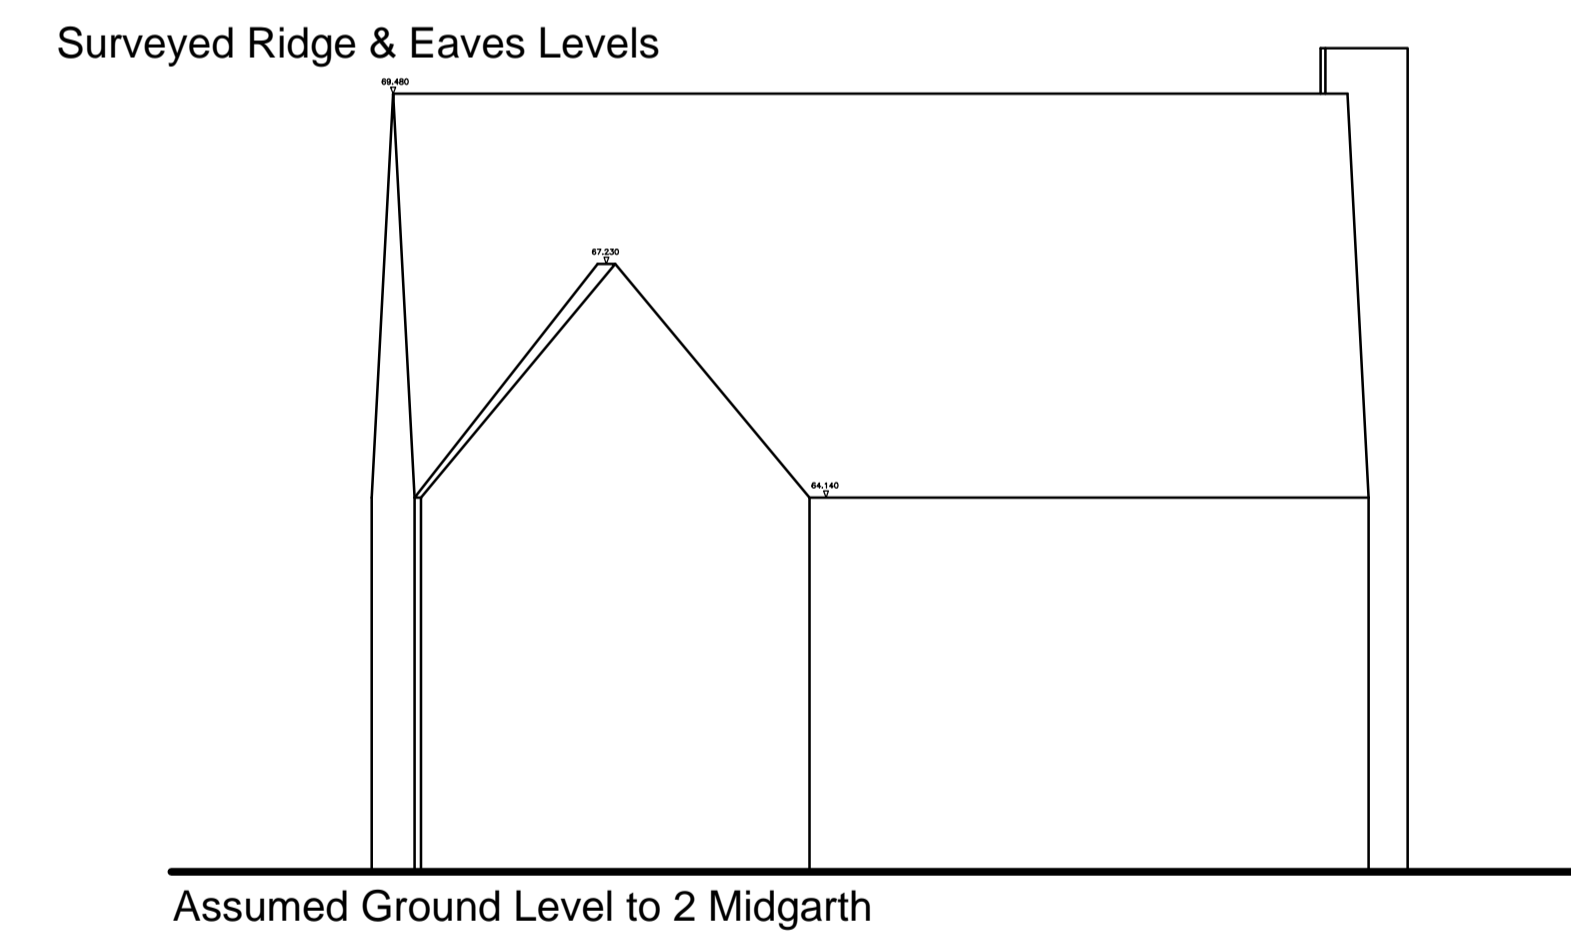 Surveyed Ridge & Eaves Levels
69.480
67.230
64.140
Assumed Ground Level to 2 Midgarth